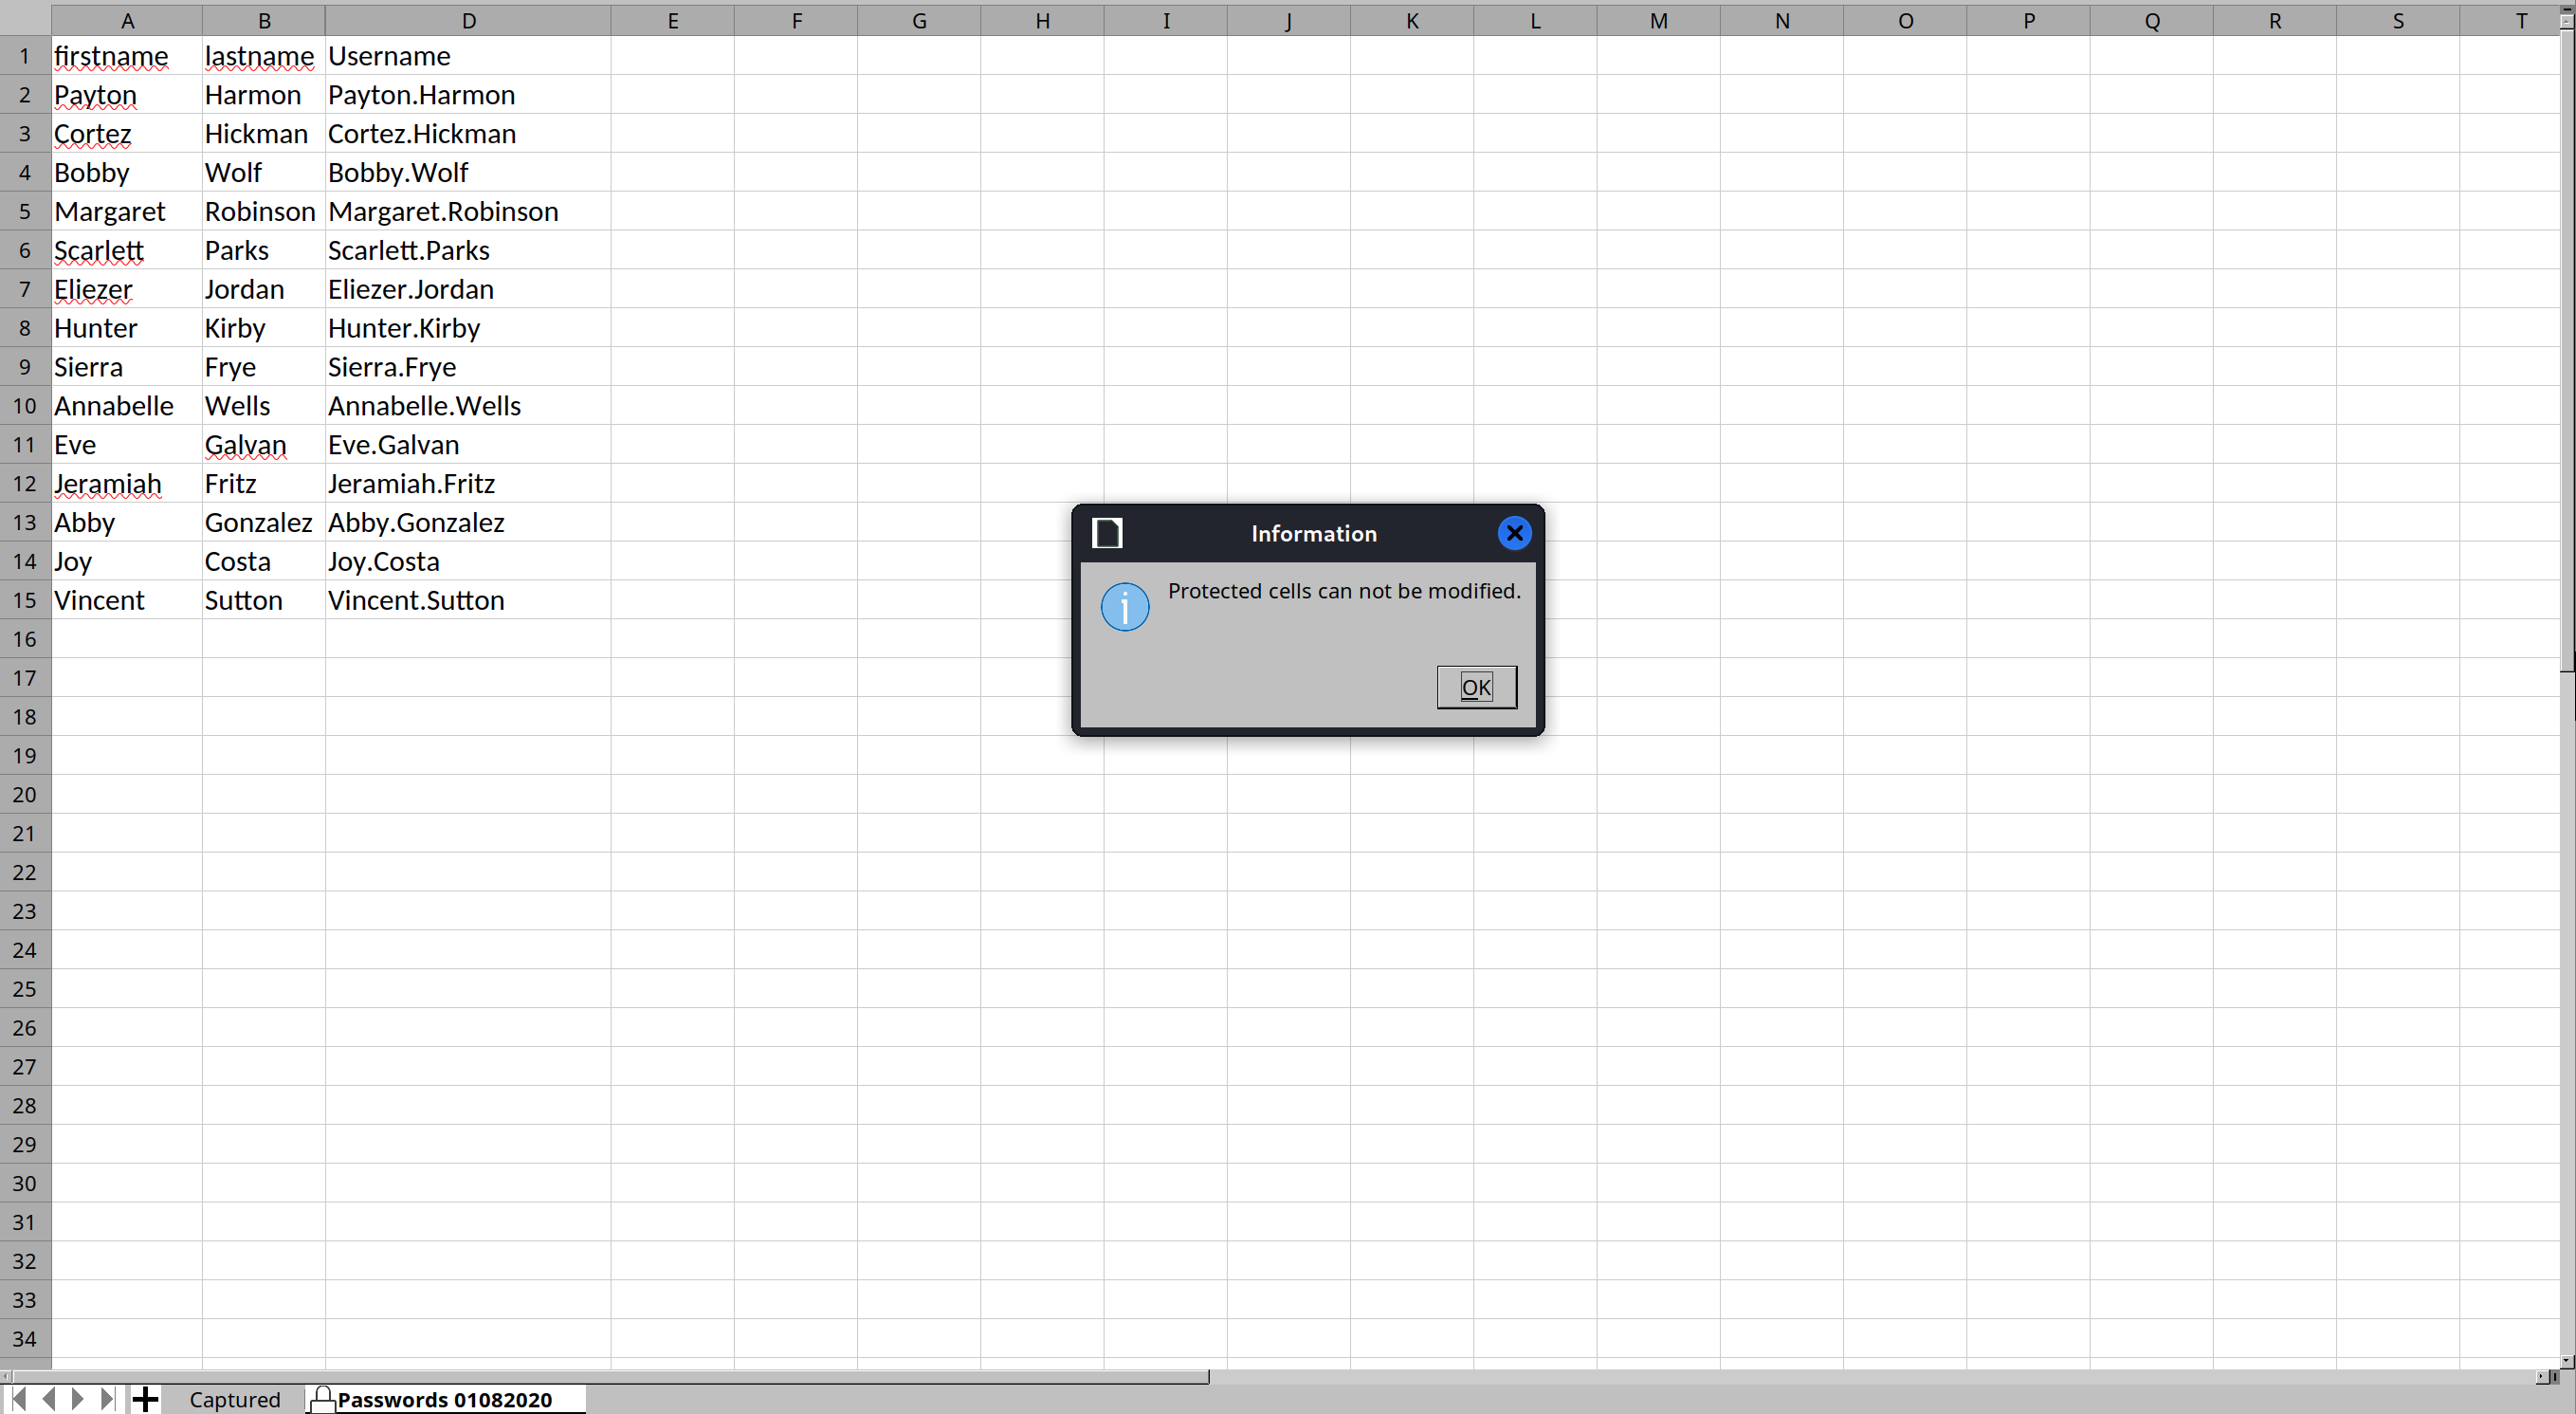 A B D E F G H I J K L M N O P Q R S T
1 firstname lastname Username
2 Payton Harmon Payton.Harmon
3 Cortez Hickman Cortez.Hickman
4 Bobby Wolf Bobby.Wolf
5 Margaret Robinson Margaret.Robinson
6 Scarlett Parks Scarlett.Parks
7 Eliezer Jordan Eliezer.Jordan
8 Hunter Kirby Hunter.Kirby
9 Sierra Frye Sierra.Frye
10 Annabelle Wells Annabelle.Wells
11 Eve Galvan Eve.Galvan
12 Jeramiah Fritz Jeramiah.Fritz
13 Abby Gonzalez Abby.Gonzalez
14 Joy Costa Joy.Costa
15 Vincent Sutton Vincent.Sutton
16
17
18
19
20
21
22
23
24
25
26
27
28
29
30
31
32
33
34
Information
Protected cells can not be modified.
OK
Captured Passwords 01082020